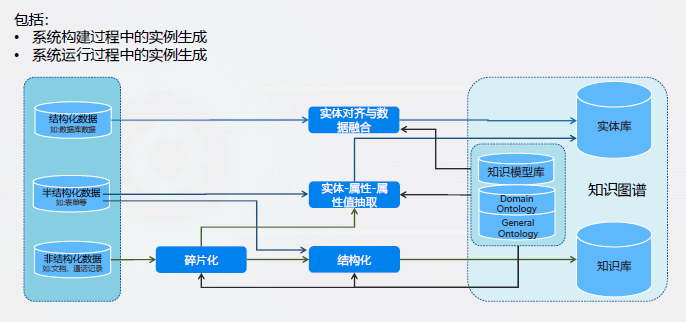 包括：
• 系统构建过程中的实例生成
• 系统运行过程中的实例生成
结构化数据
如:数据库数据
实体对齐与数
据融合
实体库
知识模型库
半结构化数据
如:表单等
实体-属性-属
性值抽取
知识图谱
Domain
Ontology
General
Ontology
非结构化数据
如:文档、通话记录
碎片化
结构化
知识库